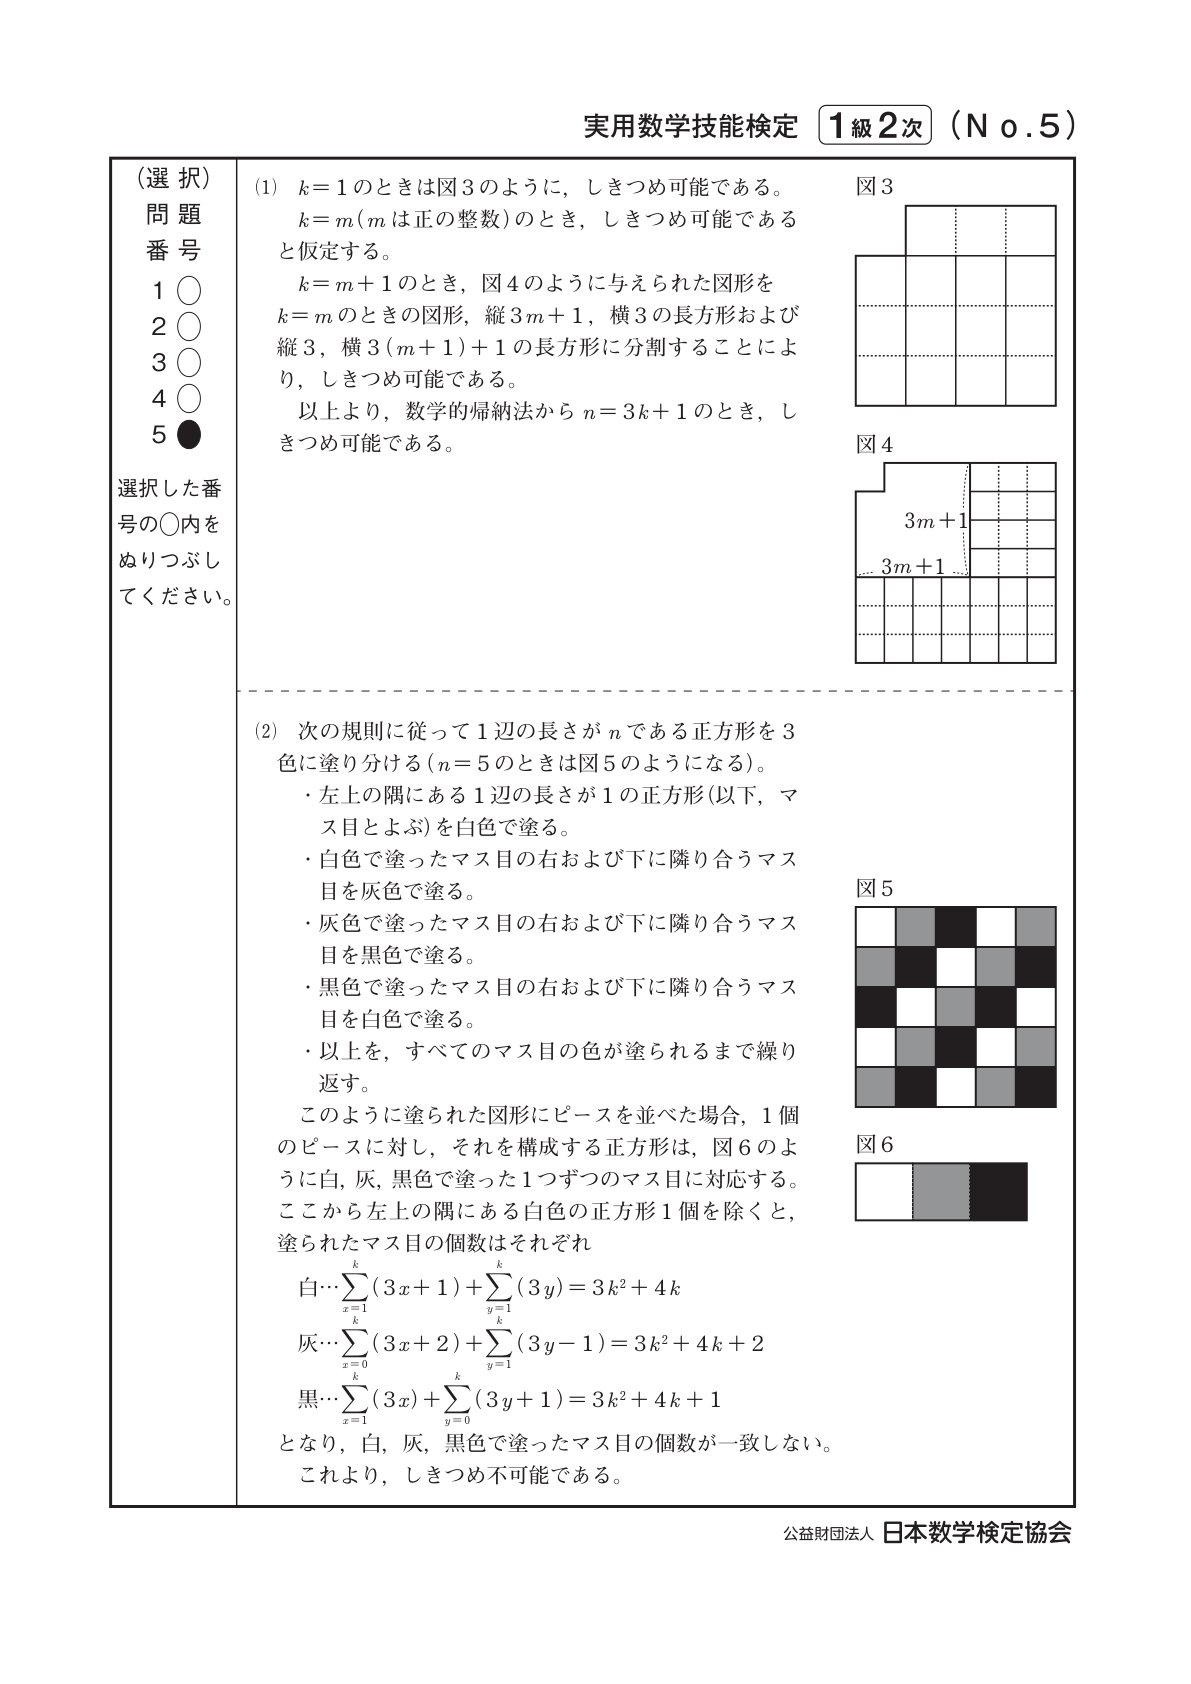 実用数学技能検定 1級2次 (No.5)
(選 択)
問 題
番 号
1 ○
2 ○
3 ○
4 ○
5 ●
選択した番
号の○内を
ぬりつぶし
てください。
(1) k=1のときは図3のように，しきつめ可能である。
k=m(mは正の整数)のとき，しきつめ可能である
と仮定する。
k=m+1のとき，図4のように与えられた図形を
k=mのときの図形，縦3m+1，横3の長方形および
縦3，横3(m+1)+1の長方形に分割することによ
り，しきつめ可能である。
以上より，数学的帰納法からn=3k+1のとき，し
きつめ可能である。
図3
図4
3m+1
3m+1
(2) 次の規則に従って1辺の長さがnである正方形を3
色に塗り分ける(n=5のときは図5のようになる)。
・左上の隅にある1辺の長さが1の正方形(以下，マ
ス目とよぶ)を白色で塗る。
・白色で塗ったマス目の右および下に隣り合うマス
目を灰色で塗る。
・灰色で塗ったマス目の右および下に隣り合うマス
目を黒色で塗る。
・黒色で塗ったマス目の右および下に隣り合うマス
目を白色で塗る。
・以上を，すべてのマス目の色が塗られるまで繰り
返す。
このように塗られた図形にピースを並べた場合，1個
のピースに対し，それを構成する正方形は，図6のよ
うに白，灰，黒色で塗った1つずつのマス目に対応する。
ここから左上の隅にある白色の正方形1個を除くと，
塗られたマス目の個数はそれぞれ
白…∑_{x=1}^{k}(3x+1)+∑_{y=1}^{k}(3y)=3k²+4k
灰…∑_{x=0}^{k}(3x+2)+∑_{y=1}^{k}(3y−1)=3k²+4k+2
黒…∑_{x=1}^{k}(3x)+∑_{y=0}^{k}(3y+1)=3k²+4k+1
となり，白，灰，黒色で塗ったマス目の個数が一致しない。
これより，しきつめ不可能である。
図5
図6
公益財団法人 日本数学検定協会